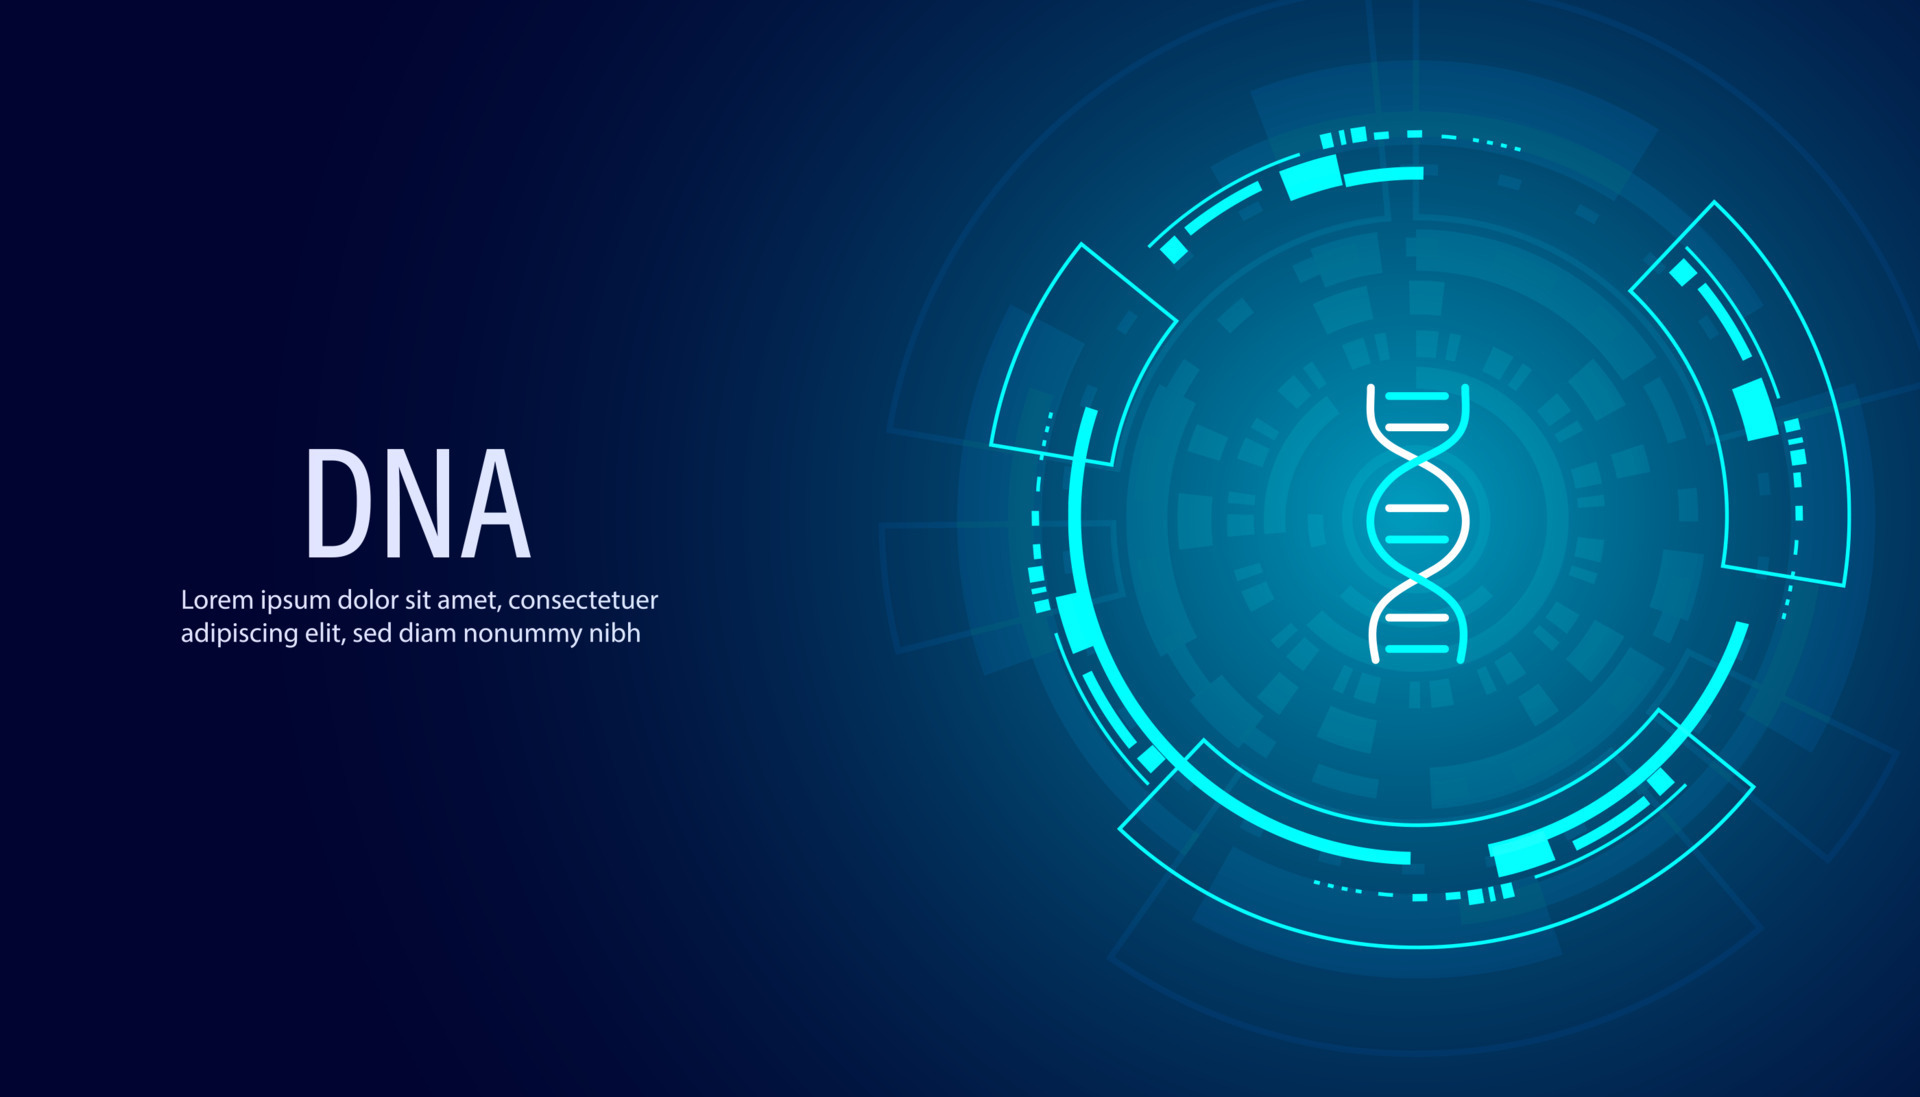 DNA
Lorem ipsum dolor sit amet, consectetuer
adipiscing elit, sed diam nonummy nibh